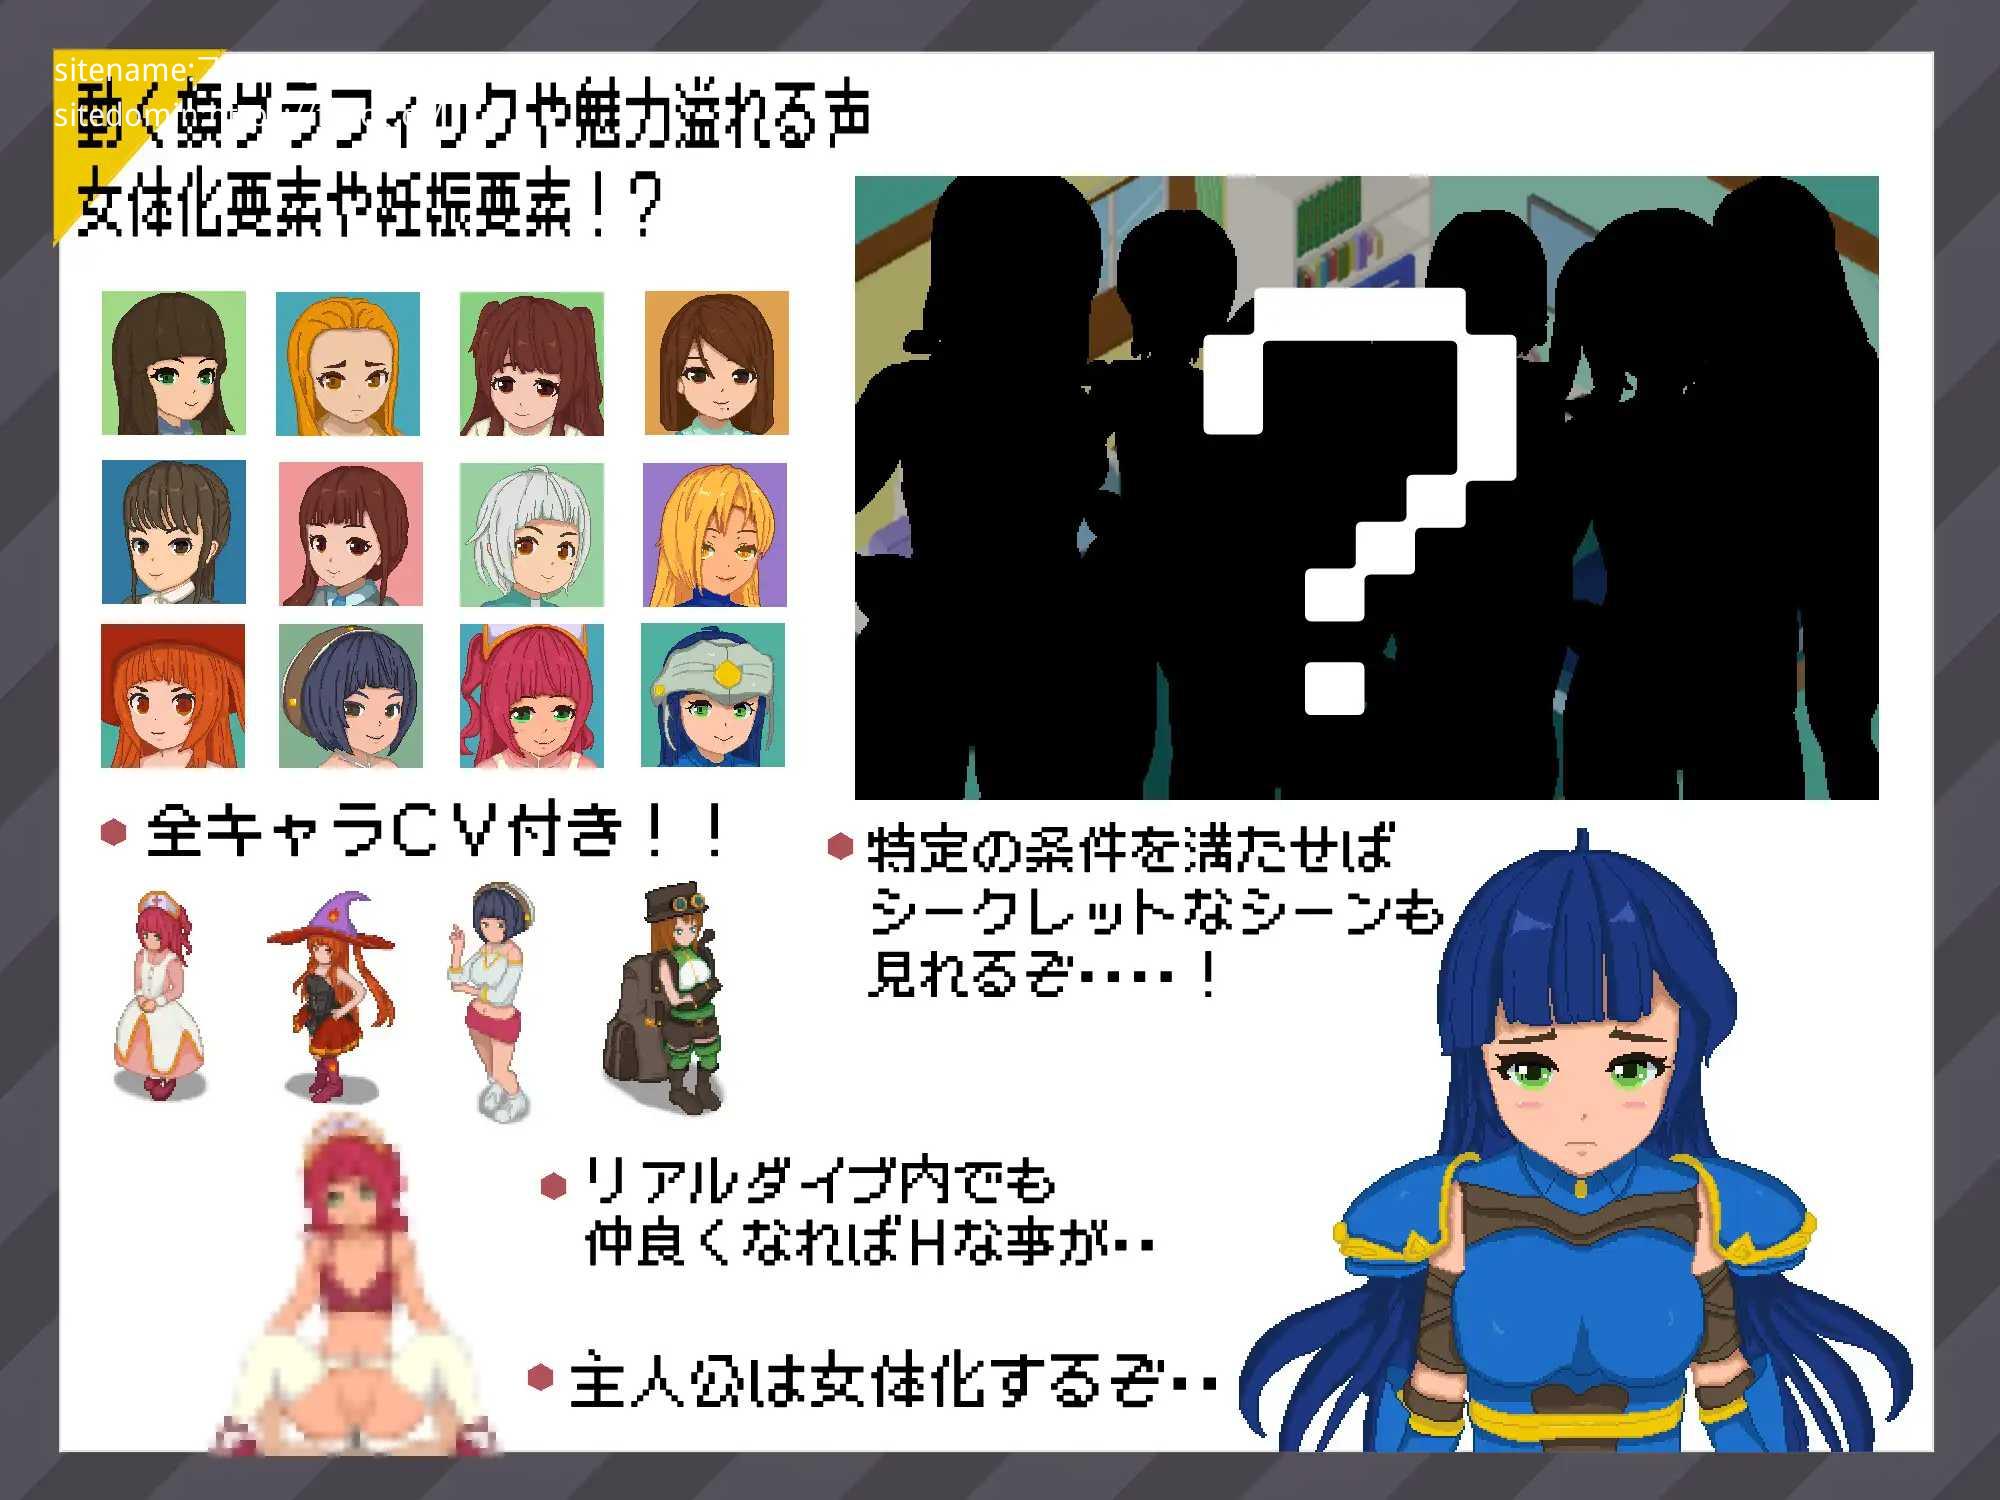 sitename:
sitedomin:http://
動く顔グラフィックや魅力溢れる声
女体化要素や妊娠要素！？
全キャラＣＶ付き！！
特定の条件を満たせば
シークレットなシーンも
見れるぞ････！
リアルダイブ内でも
仲良くなればＨな事が･･
主人公は女体化するぞ･･